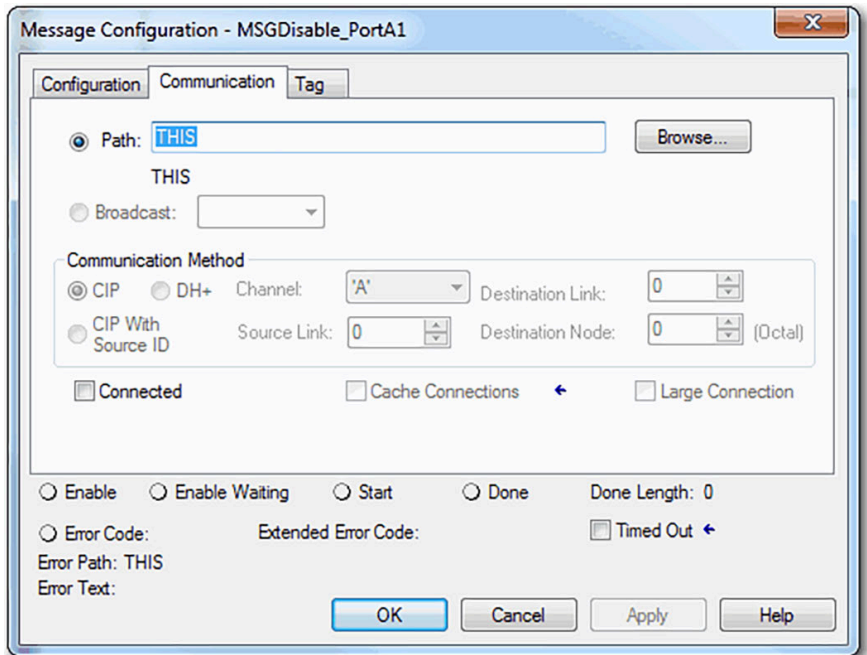 Message Configuration - MSGDisable_PortA1
Configuration Communication Tag
Path: THIS Browse...
THIS
Broadcast:
Communication Method
CIP DH+ Channel: 'A' Destination Link: 0
CIP With Source ID Source Link: 0 Destination Node: 0 (Octal)
Connected Cache Connections Large Connection
Enable Enable Waiting Start Done Done Length: 0
Error Code: Extended Error Code: Timed Out
Error Path: THIS
Error Text:
OK Cancel Apply Help